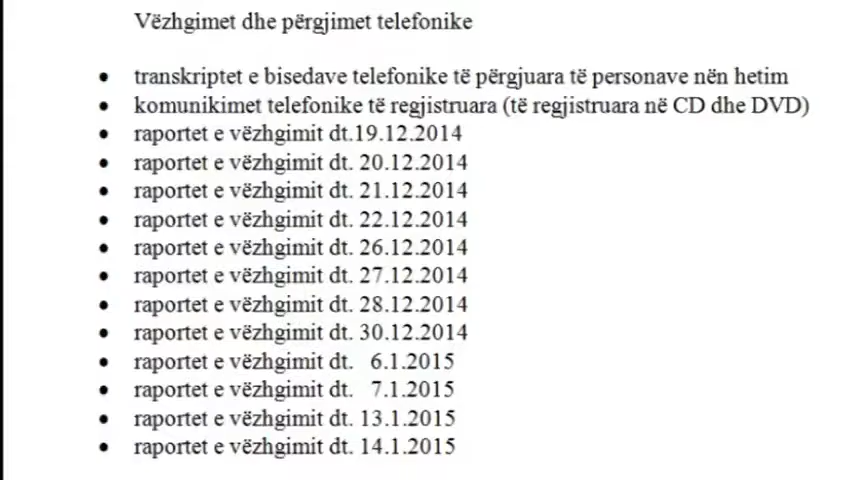 Vëzhgimet dhe përgjimet telefonike
• transkriptet e bisedave telefonike të përgjuara të personave nën hetim
• komunikimet telefonike të regjistruara (të regjistruara në CD dhe DVD)
• raportet e vëzhgimit dt.19.12.2014
• raportet e vëzhgimit dt. 20.12.2014
• raportet e vëzhgimit dt. 21.12.2014
• raportet e vëzhgimit dt. 22.12.2014
• raportet e vëzhgimit dt. 26.12.2014
• raportet e vëzhgimit dt. 27.12.2014
• raportet e vëzhgimit dt. 28.12.2014
• raportet e vëzhgimit dt. 30.12.2014
• raportet e vëzhgimit dt. 6.1.2015
• raportet e vëzhgimit dt. 7.1.2015
• raportet e vëzhgimit dt. 13.1.2015
• raportet e vëzhgimit dt. 14.1.2015